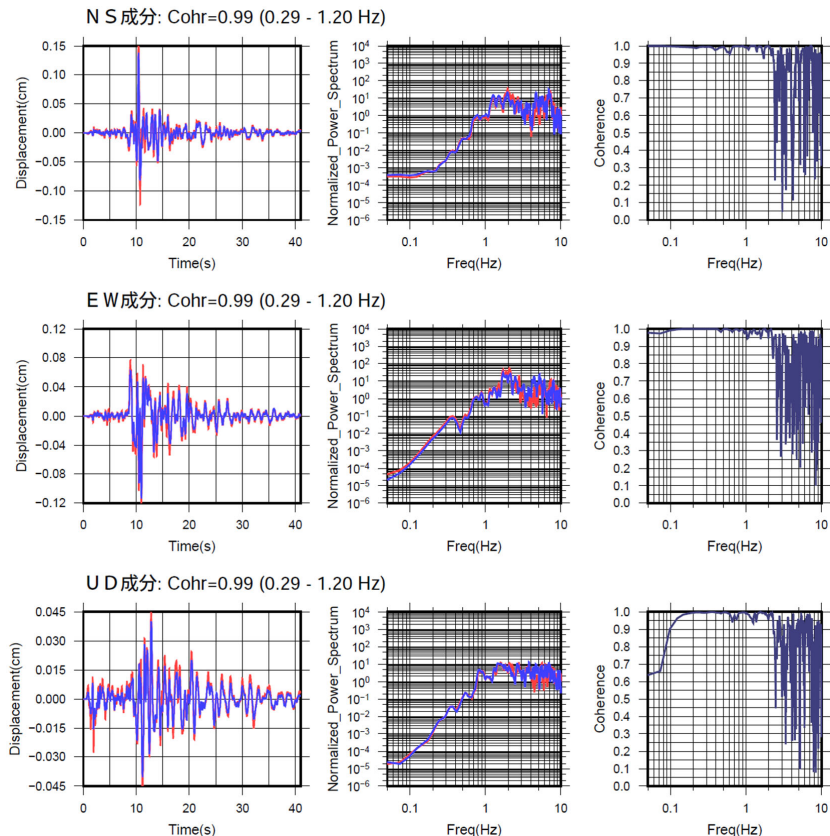 ＮＳ成分: Cohr=0.99 (0.29 - 1.20 Hz)
Displacement(cm)
0.15
0.10
0.05
0.00
−0.05
−0.10
−0.15
0 10 20 30 40
Time(s)
Normalized_Power_Spectrum
10⁴
10³
10²
10¹
10⁰
10⁻¹
10⁻²
10⁻³
10⁻⁴
10⁻⁵
10⁻⁶
0.1 1 10
Freq(Hz)
Coherence
1.0
0.9
0.8
0.7
0.6
0.5
0.4
0.3
0.2
0.1
0.0
0.1 1 10
Freq(Hz)
ＥＷ成分: Cohr=0.99 (0.29 - 1.20 Hz)
Displacement(cm)
0.12
0.08
0.04
0.00
−0.04
−0.08
−0.12
0 10 20 30 40
Time(s)
Normalized_Power_Spectrum
10⁴
10³
10²
10¹
10⁰
10⁻¹
10⁻²
10⁻³
10⁻⁴
10⁻⁵
10⁻⁶
0.1 1 10
Freq(Hz)
Coherence
1.0
0.9
0.8
0.7
0.6
0.5
0.4
0.3
0.2
0.1
0.0
0.1 1 10
Freq(Hz)
ＵＤ成分: Cohr=0.99 (0.29 - 1.20 Hz)
Displacement(cm)
0.045
0.030
0.015
0.000
−0.015
−0.030
−0.045
0 10 20 30 40
Time(s)
Normalized_Power_Spectrum
10⁴
10³
10²
10¹
10⁰
10⁻¹
10⁻²
10⁻³
10⁻⁴
10⁻⁵
10⁻⁶
0.1 1 10
Freq(Hz)
Coherence
1.0
0.9
0.8
0.7
0.6
0.5
0.4
0.3
0.2
0.1
0.0
0.1 1 10
Freq(Hz)